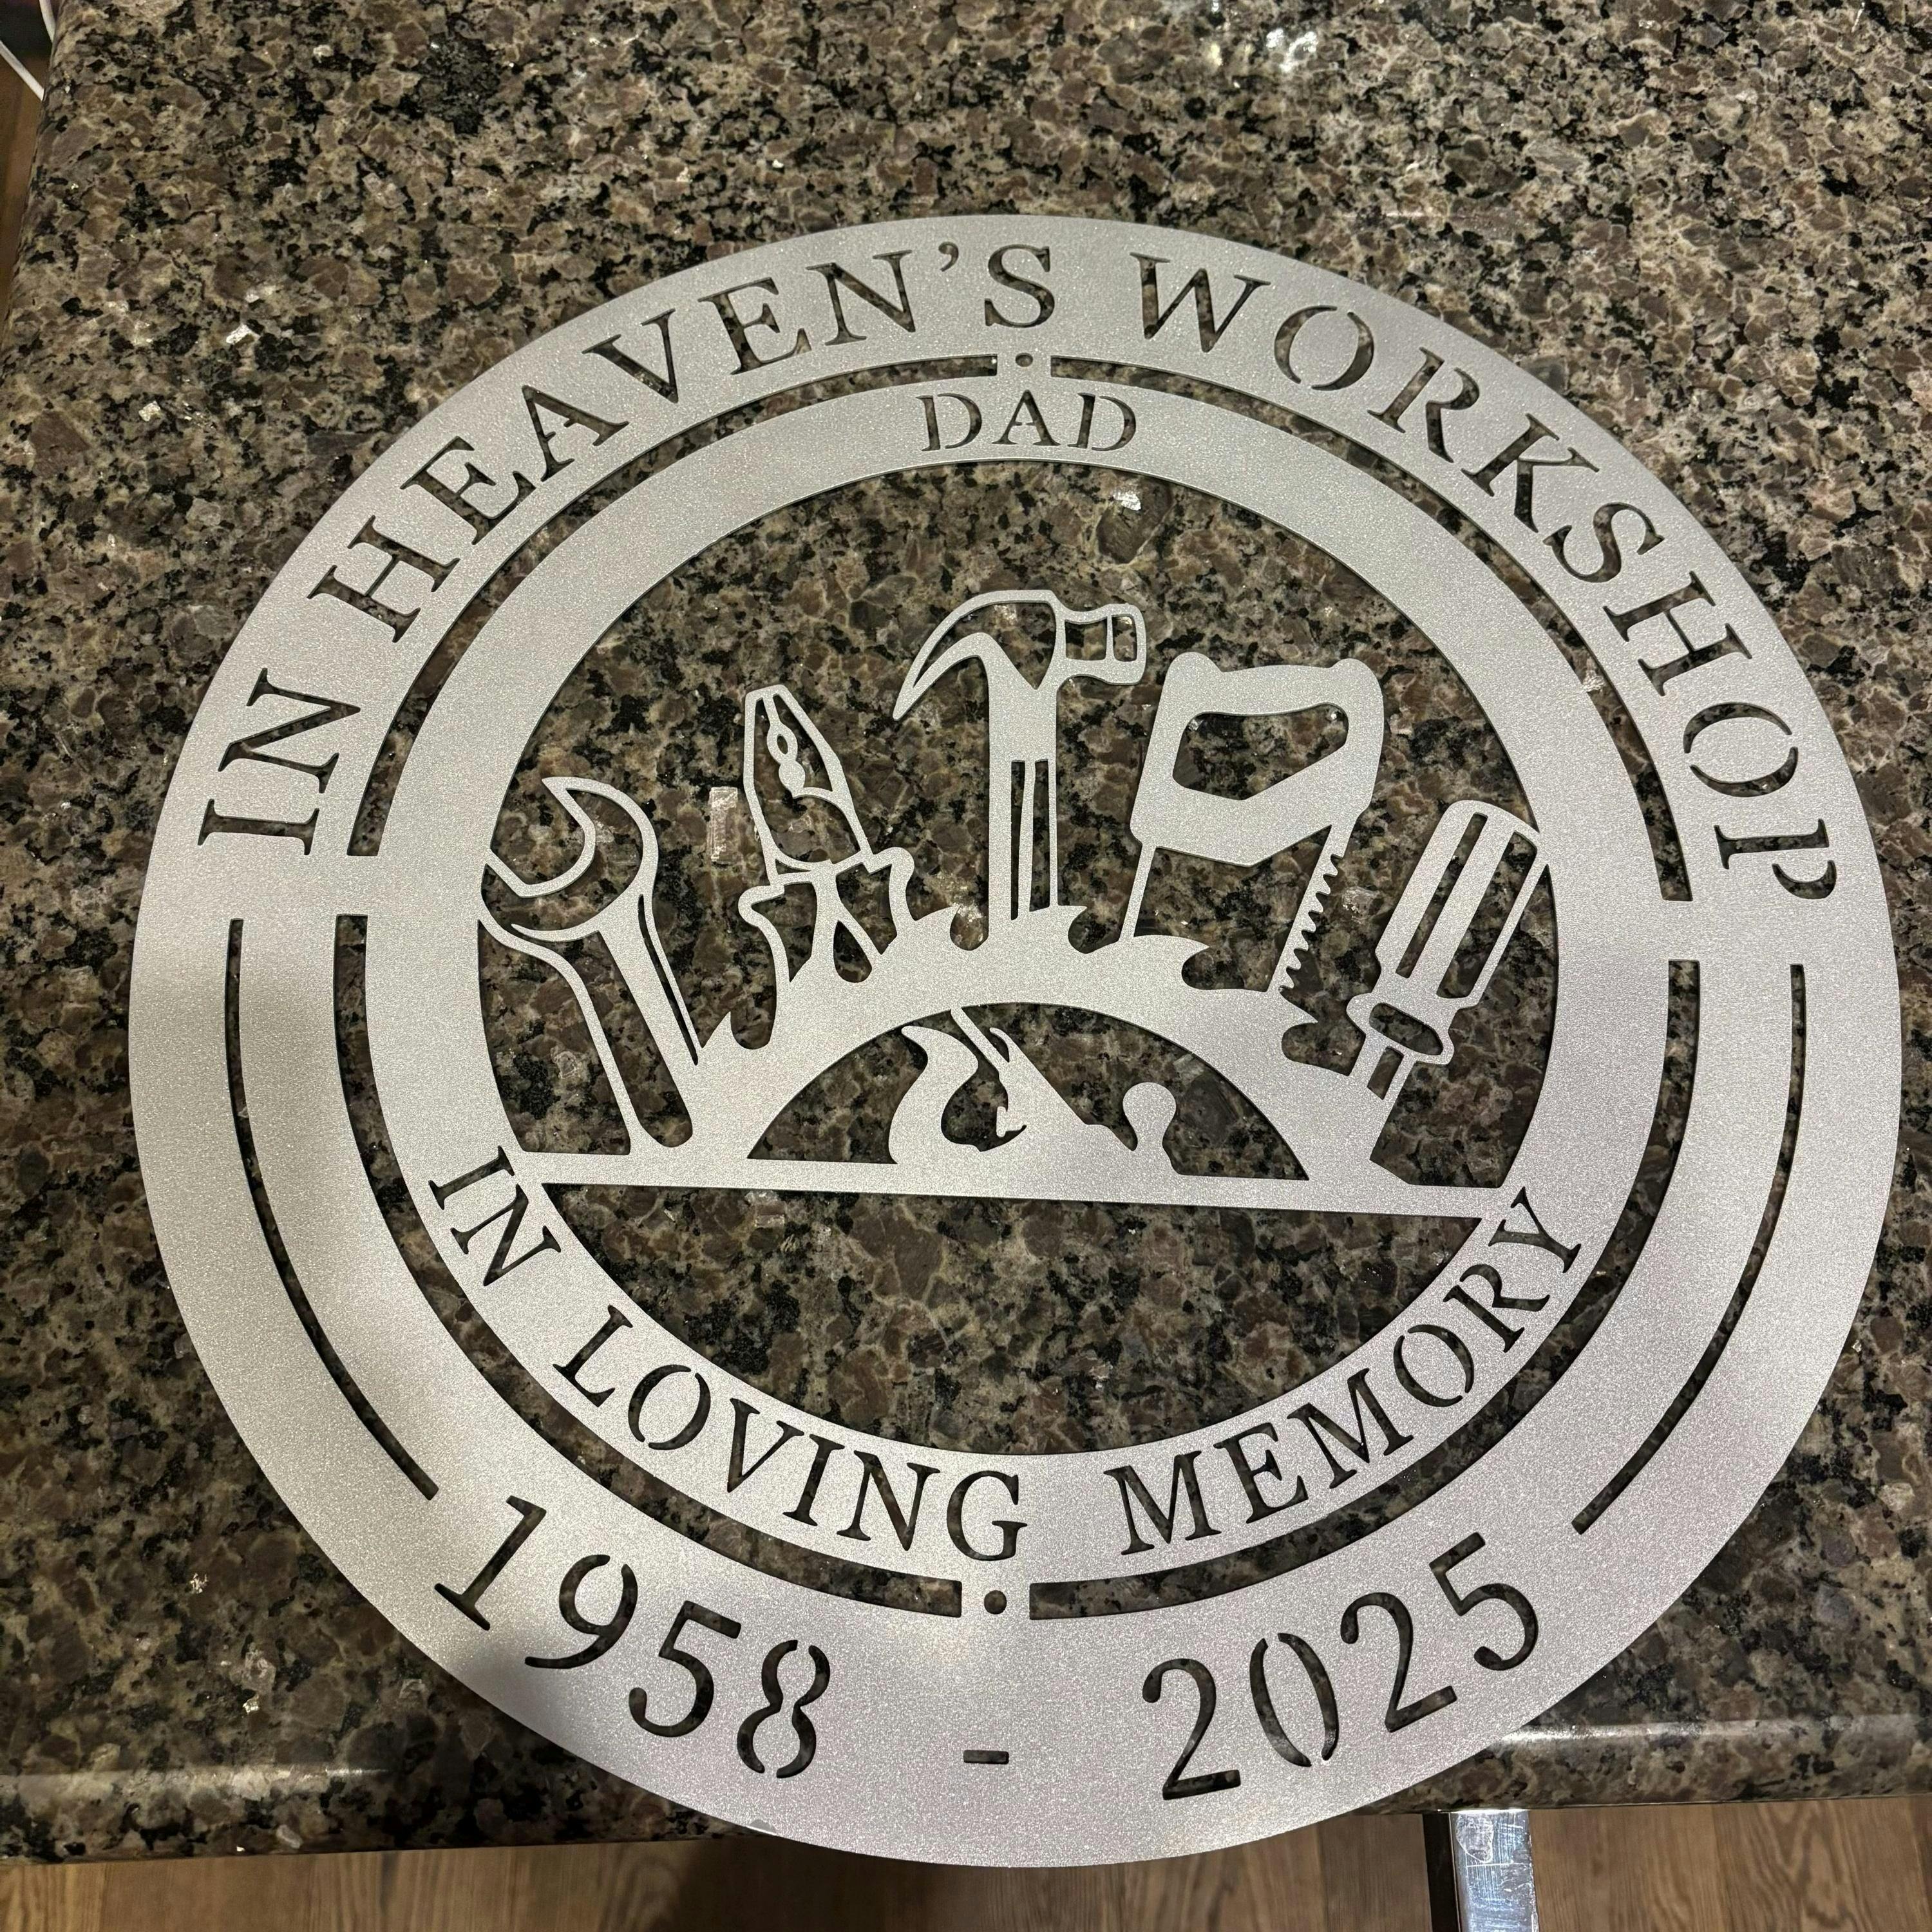 IN HEAVEN'S WORKSHOP
DAD
IN LOVING MEMORY
1958 - 2025